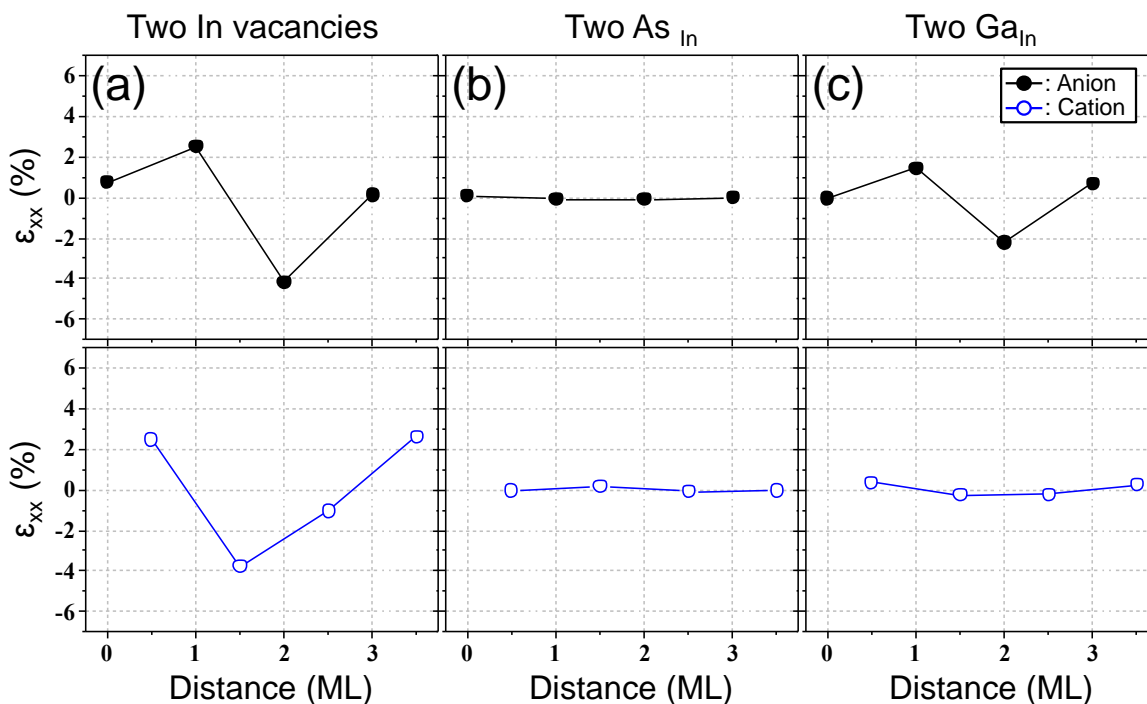 Two In vacancies
Two As In
Two GaIn
(a)
(b)
(c)
: Anion
: Cation
6
4
2
0
-2
-4
-6
εxx (%)
6
4
2
0
-2
-4
-6
εxx (%)
0 1 2 3
0 1 2 3
0 1 2 3
Distance (ML)
Distance (ML)
Distance (ML)